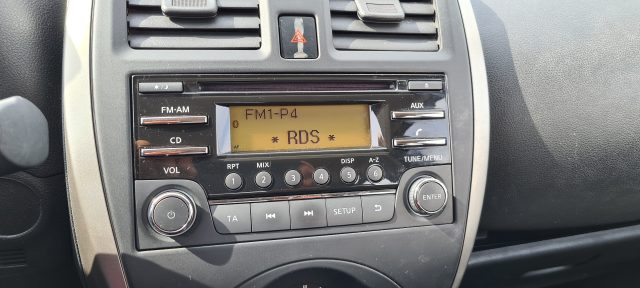 FM-AM
CD
VOL
FM1-P4
* RDS *
AUX
TUNE/MENU
RPT MIX DISP A-Z
1 2 3 4 5 6
TA SETUP
ENTER